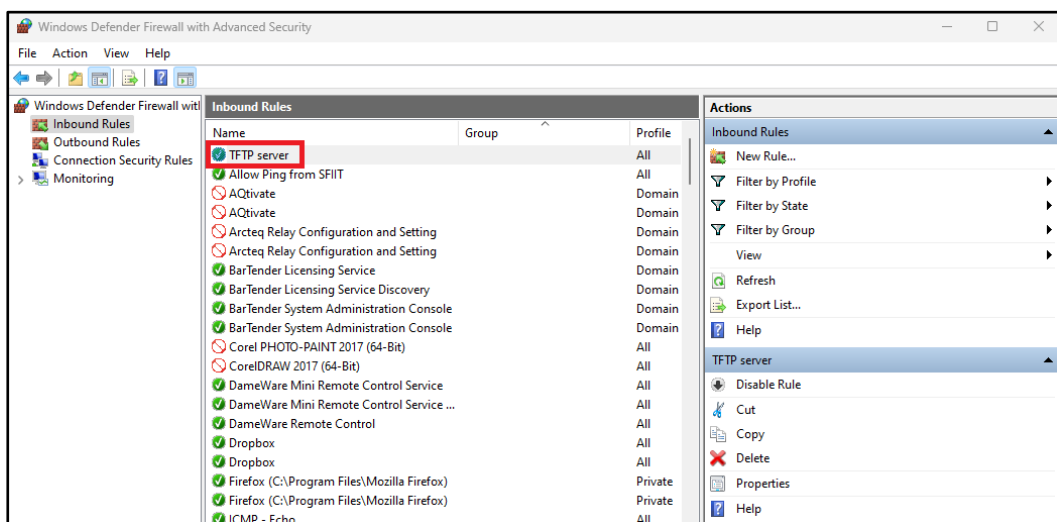 Windows Defender Firewall with Advanced Security
File Action View Help
Windows Defender Firewall witl
Inbound Rules
Outbound Rules
Connection Security Rules
Monitoring
Inbound Rules
Name Group Profile
TFTP server All
Allow Ping from SFIIT All
AQtivate Domain
AQtivate Domain
Arcteq Relay Configuration and Setting Domain
Arcteq Relay Configuration and Setting Domain
BarTender Licensing Service Domain
BarTender Licensing Service Discovery Domain
BarTender System Administration Console Domain
BarTender System Administration Console Domain
Corel PHOTO-PAINT 2017 (64-Bit) All
CorelDRAW 2017 (64-Bit) All
DameWare Mini Remote Control Service All
DameWare Mini Remote Control Service ... All
DameWare Remote Control All
Dropbox All
Dropbox All
Firefox (C:\Program Files\Mozilla Firefox) Private
Firefox (C:\Program Files\Mozilla Firefox) Private
ICMP - Echo All
Actions
Inbound Rules
New Rule...
Filter by Profile
Filter by State
Filter by Group
View
Refresh
Export List...
Help
TFTP server
Disable Rule
Cut
Copy
Delete
Properties
Help